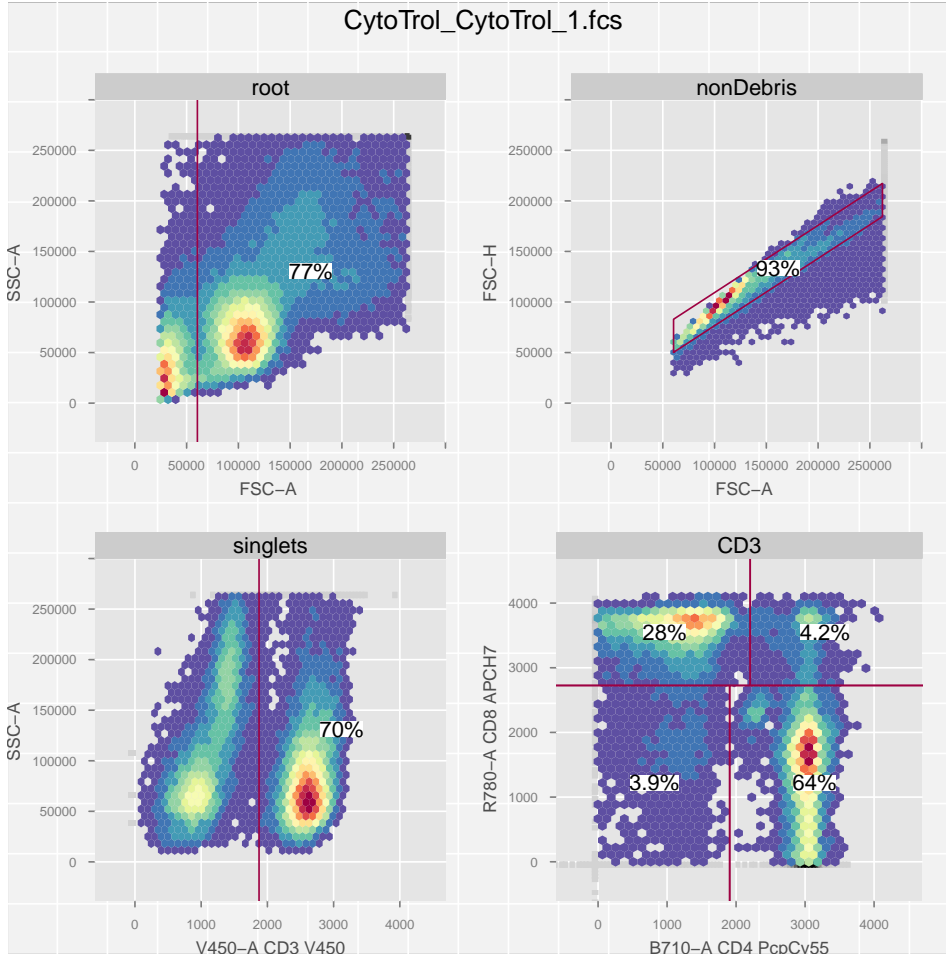 CytoTrol_CytoTrol_1.fcs
root
SSC−A
250000
200000
150000
100000
50000
0
77%
0 50000 100000 150000 200000 250000
FSC−A
nonDebris
FSC−H
250000
200000
150000
100000
50000
0
93%
0 50000 100000 150000 200000 250000
FSC−A
singlets
SSC−A
250000
200000
150000
100000
50000
0
70%
0 1000 2000 3000 4000
V450−A CD3 V450
CD3
R780−A CD8 APCH7
4000
3000
2000
1000
0
28% 4.2%
3.9% 64%
0 1000 2000 3000 4000
B710−A CD4 PcpCy55